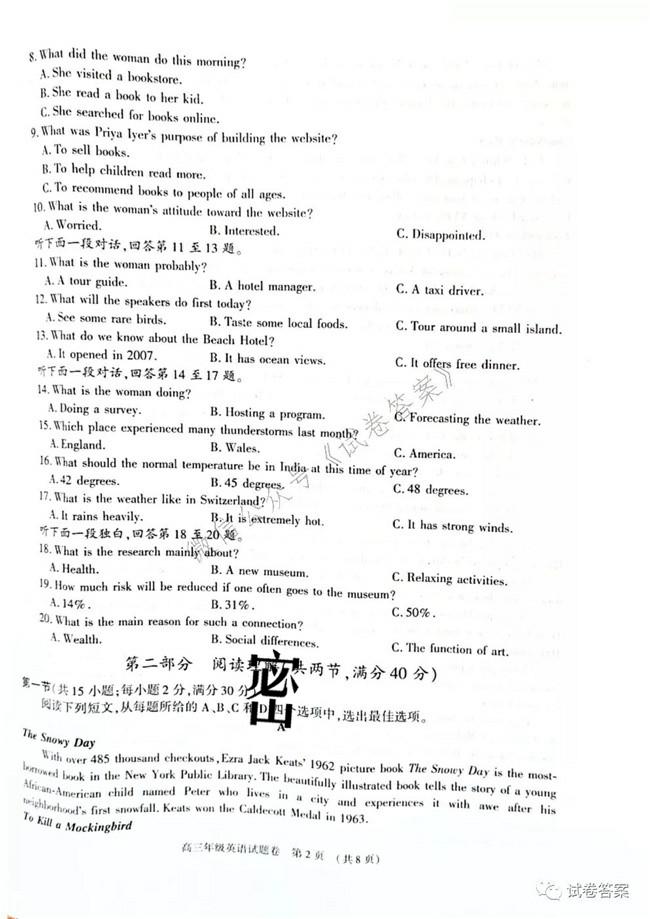 8. What did the woman do this morning?
A. She visited a bookstore.
B. She read a book to her kid.
C. She searched for books online.
9. What was Priya Iyer's purpose of building the website?
A. To sell books.
B. To help children read more.
C. To recommend books to people of all ages.
10. What is the woman's attitude toward the website?
A. Worried. B. Interested. C. Disappointed.
听下面一段对话,回答第 11 至 13 题。
11. What is the woman probably?
A. A tour guide. B. A hotel manager. C. A taxi driver.
12. What will the speakers do first today?
A. See some rare birds. B. Taste some local foods. C. Tour around a small island.
13. What do we know about the Beach Hotel?
A. It opened in 2007. B. It has ocean views. C. It offers free dinner.
听下面一段对话,回答第 14 至 17 题。
14. What is the woman doing?
A. Doing a survey. B. Hosting a program. C. Forecasting the weather.
15. Which place experienced many thunderstorms last month?
A. England. B. Wales. C. America.
16. What should the normal temperature be in India at this time of year?
A. 42 degrees. B. 45 degrees. C. 48 degrees.
17. What is the weather like in Switzerland?
A. It rains heavily. B. It is extremely hot. C. It has strong winds.
听下面一段独白,回答第 18 至 20 题。
18. What is the research mainly about?
A. Health. B. A new museum. C. Relaxing activities.
19. How much risk will be reduced if one often goes to the museum?
A. 14%. B. 31%. C. 50%.
20. What is the main reason for such a connection?
A. Wealth. B. Social differences. C. The function of art.
微信公众号《试卷答案》
第二部分 阅读理解(共两节,满分 40 分)
密
第一节(共 15 小题;每小题 2 分,满分 30 分)
阅读下列短文,从每题所给的 A、B、C 和 D 四个选项中,选出最佳选项。
A
The Snowy Day
With over 485 thousand checkouts, Ezra Jack Keats' 1962 picture book The Snowy Day is the most-
borrowed book in the New York Public Library. The beautifully illustrated book tells the story of a young
African-American child named Peter who lives in a city and experiences it with awe after his
neighborhood's first snowfall. Keats won the Caldecott Medal in 1963.
To Kill a Mockingbird
高三年级英语试题卷 第 2 页 (共 8 页)
试卷答案